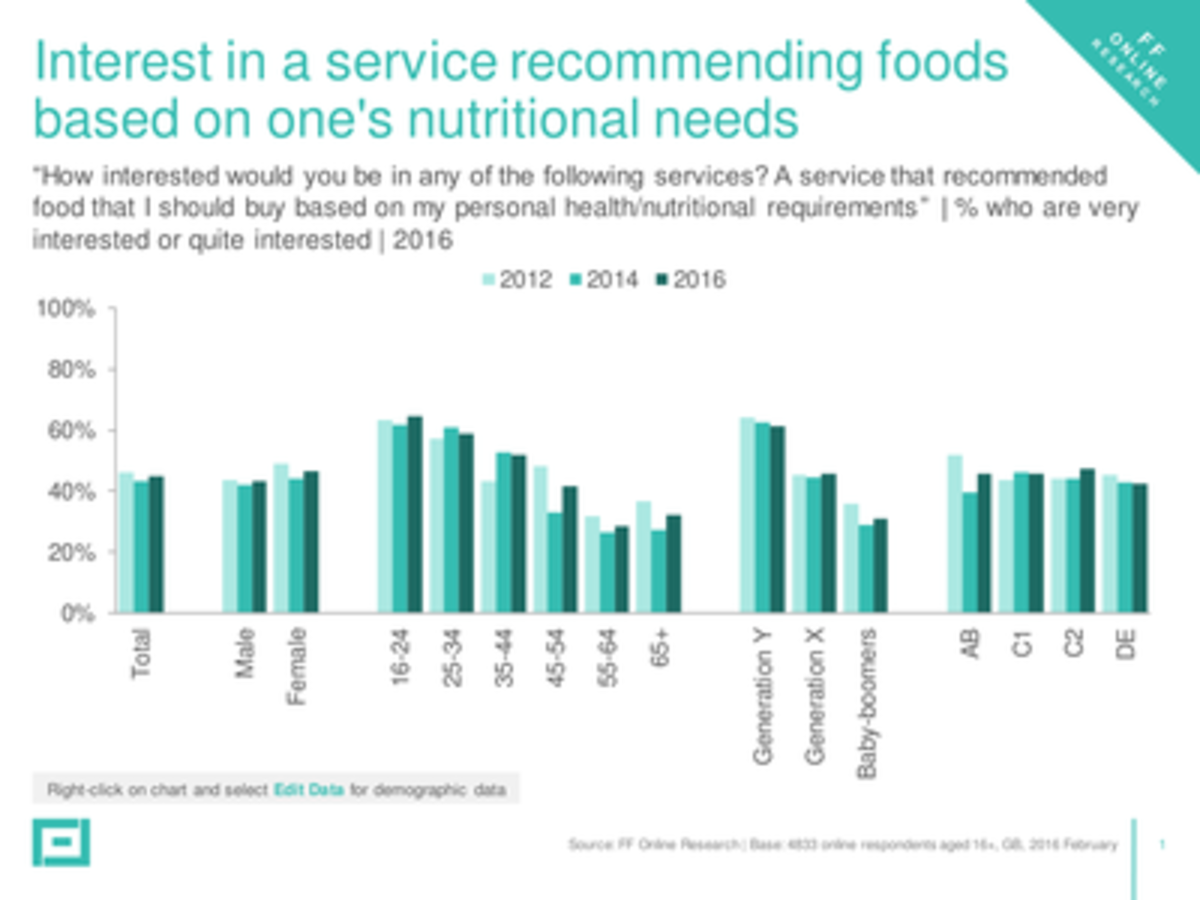 Interest in a service recommending foods
based on one's nutritional needs
FF
ONLINE
RESEARCH
"How interested would you be in any of the following services? A service that recommended
food that I should buy based on my personal health/nutritional requirements" | % who are very
interested or quite interested | 2016
2012 2014 2016
100%
80%
60%
40%
20%
0%
Total
Male
Female
16-24
25-34
35-44
45-54
55-64
65+
Generation Y
Generation X
Baby-boomers
AB
C1
C2
DE
Right-click on chart and select Edit Data for demographic data
Source: FF Online Research | Base: 4833 online respondents aged 16+, GB, 2016 February
1